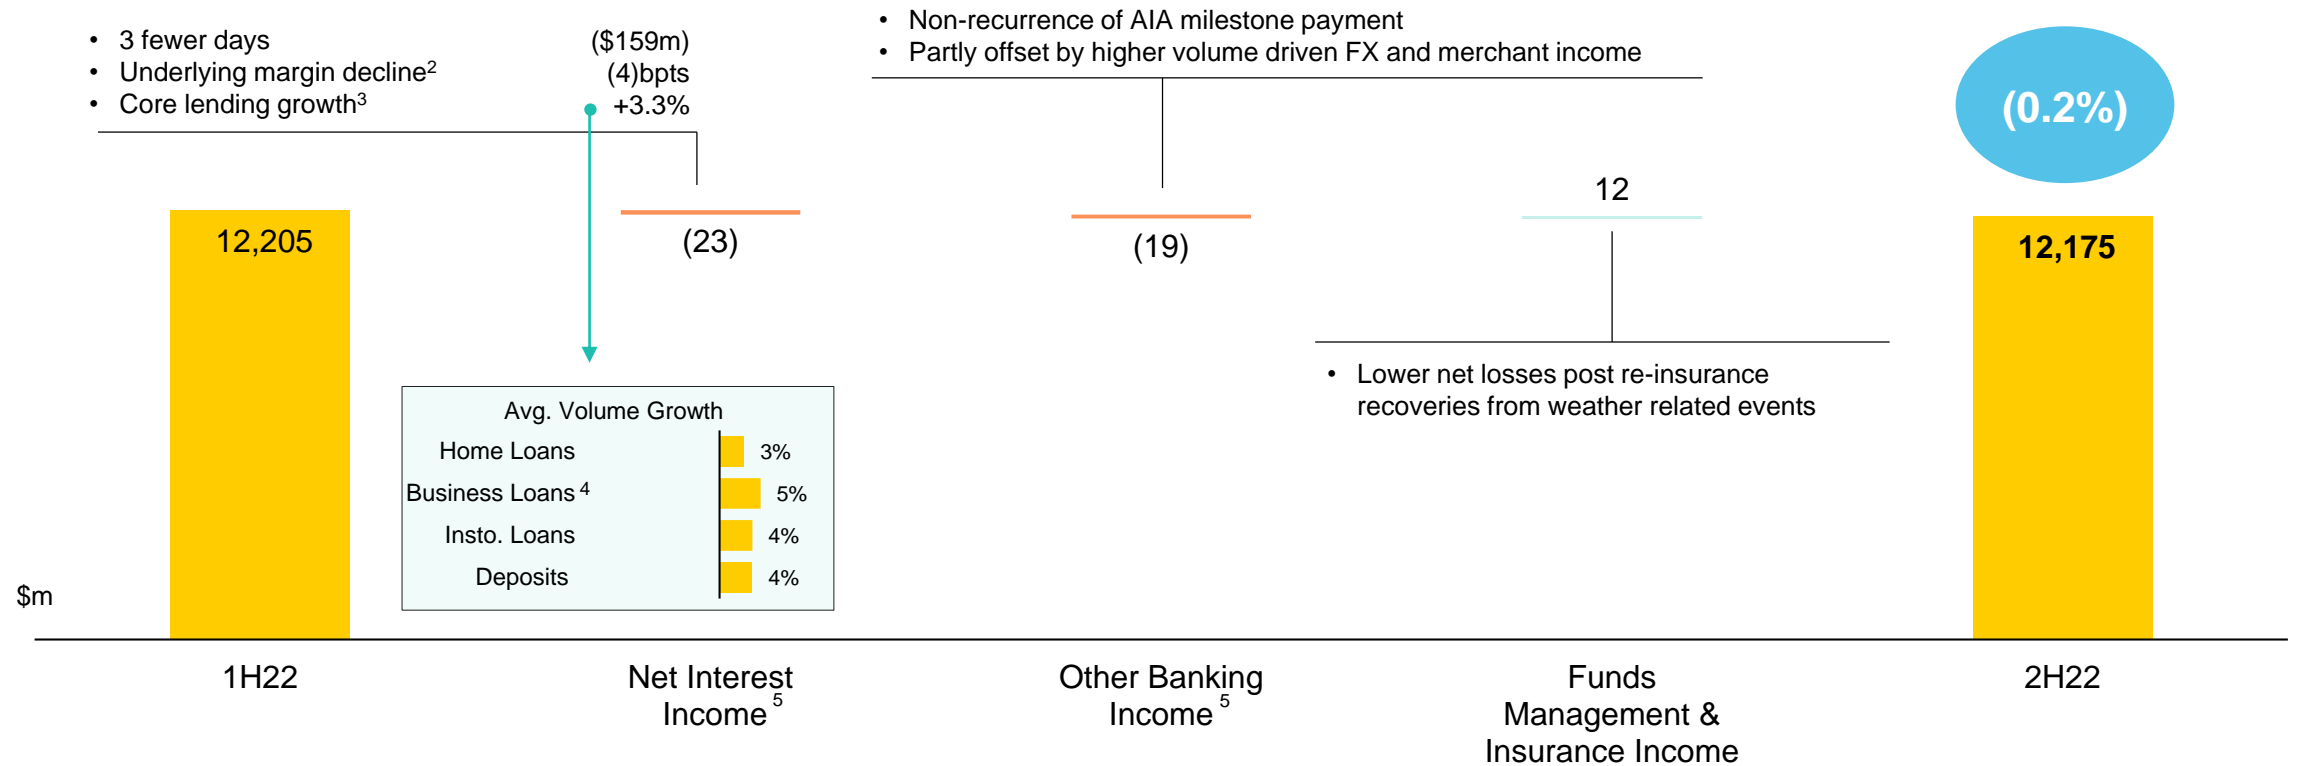 • 3 fewer days ($159m)
• Underlying margin decline2 (4)bpts
• Core lending growth3 +3.3%
• Non-recurrence of AIA milestone payment
• Partly offset by higher volume driven FX and merchant income
(0.2%)
12,205
(23)
(19)
12
12,175
• Lower net losses post re-insurance
recoveries from weather related events
Avg. Volume Growth
Home Loans 3%
Business Loans 4 5%
Insto. Loans 4%
Deposits 4%
$m
1H22
Net Interest
Income 5
Other Banking
Income 5
Funds
Management &
Insurance Income
2H22